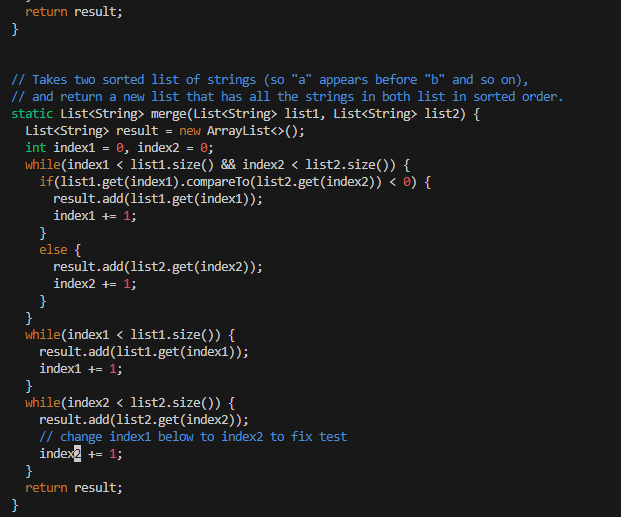 return result;
}
// Takes two sorted list of strings (so "a" appears before "b" and so on),
// and return a new list that has all the strings in both list in sorted order.
static List<String> merge(List<String> list1, List<String> list2) {
  List<String> result = new ArrayList<>();
  int index1 = 0, index2 = 0;
  while(index1 < list1.size() && index2 < list2.size()) {
    if(list1.get(index1).compareTo(list2.get(index2)) < 0) {
      result.add(list1.get(index1));
      index1 += 1;
    }
    else {
      result.add(list2.get(index2));
      index2 += 1;
    }
  }
  while(index1 < list1.size()) {
    result.add(list1.get(index1));
    index1 += 1;
  }
  while(index2 < list2.size()) {
    result.add(list2.get(index2));
    // change index1 below to index2 to fix test
    index2 += 1;
  }
  return result;
}